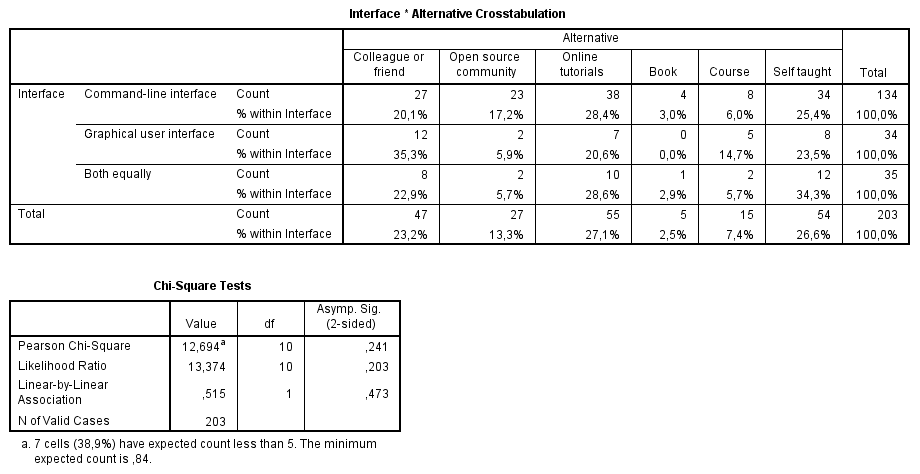 Interface * Alternative Crosstabulation
Alternative
Colleague or friend Open source community Online tutorials Book Course Self taught Total
Interface Command-line interface Count 27 23 38 4 8 34 134
% within Interface 20,1% 17,2% 28,4% 3,0% 6,0% 25,4% 100,0%
Graphical user interface Count 12 2 7 0 5 8 34
% within Interface 35,3% 5,9% 20,6% 0,0% 14,7% 23,5% 100,0%
Both equally Count 8 2 10 1 2 12 35
% within Interface 22,9% 5,7% 28,6% 2,9% 5,7% 34,3% 100,0%
Total Count 47 27 55 5 15 54 203
% within Interface 23,2% 13,3% 27,1% 2,5% 7,4% 26,6% 100,0%
Chi-Square Tests
Value df Asymp. Sig. (2-sided)
Pearson Chi-Square 12,694a 10 ,241
Likelihood Ratio 13,374 10 ,203
Linear-by-Linear Association ,515 1 ,473
N of Valid Cases 203
a. 7 cells (38,9%) have expected count less than 5. The minimum
expected count is ,84.